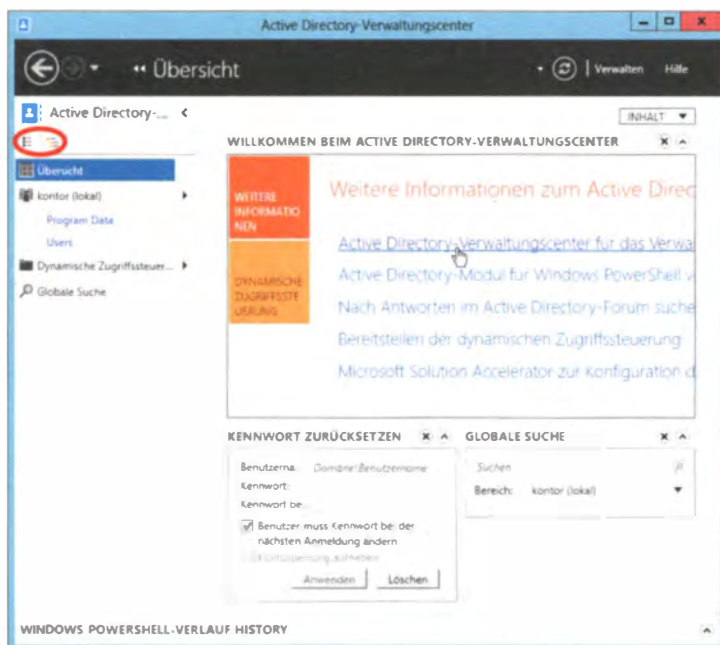 Active Directory-Verwaltungscenter
Übersicht
Verwalten Hilfe
Active Directory-...
INHALT
WILLKOMMEN BEIM ACTIVE DIRECTORY-VERWALTUNGSCENTER
Übersicht
kontor (lokal)
Program Data
Users
Dynamische Zugriffssteuer...
Globale Suche
WEITERE
INFORMATIO
NEN
DYNAMISCHE
ZUGRIFFSSTE
UERUNG
Weitere Informationen zum Active Direc
Active Directory-Verwaltungscenter für das Verwa
Active Directory-Modul für Windows PowerShell v
Nach Antworten im Active Directory-Forum suche
Bereitstellen der dynamischen Zugriffssteuerung
Microsoft Solution Accelerator zur Konfiguration d
KENNWORT ZURÜCKSETZEN
Benutzerna. Domäne\Benutzername
Kennwort:
Kennwort be
Benutzer muss Kennwort bei der
nächsten Anmeldung ändern
Anwenden Löschen
GLOBALE SUCHE
Suchen
Bereich: kontor (lokal)
WINDOWS POWERSHELL-VERLAUF HISTORY